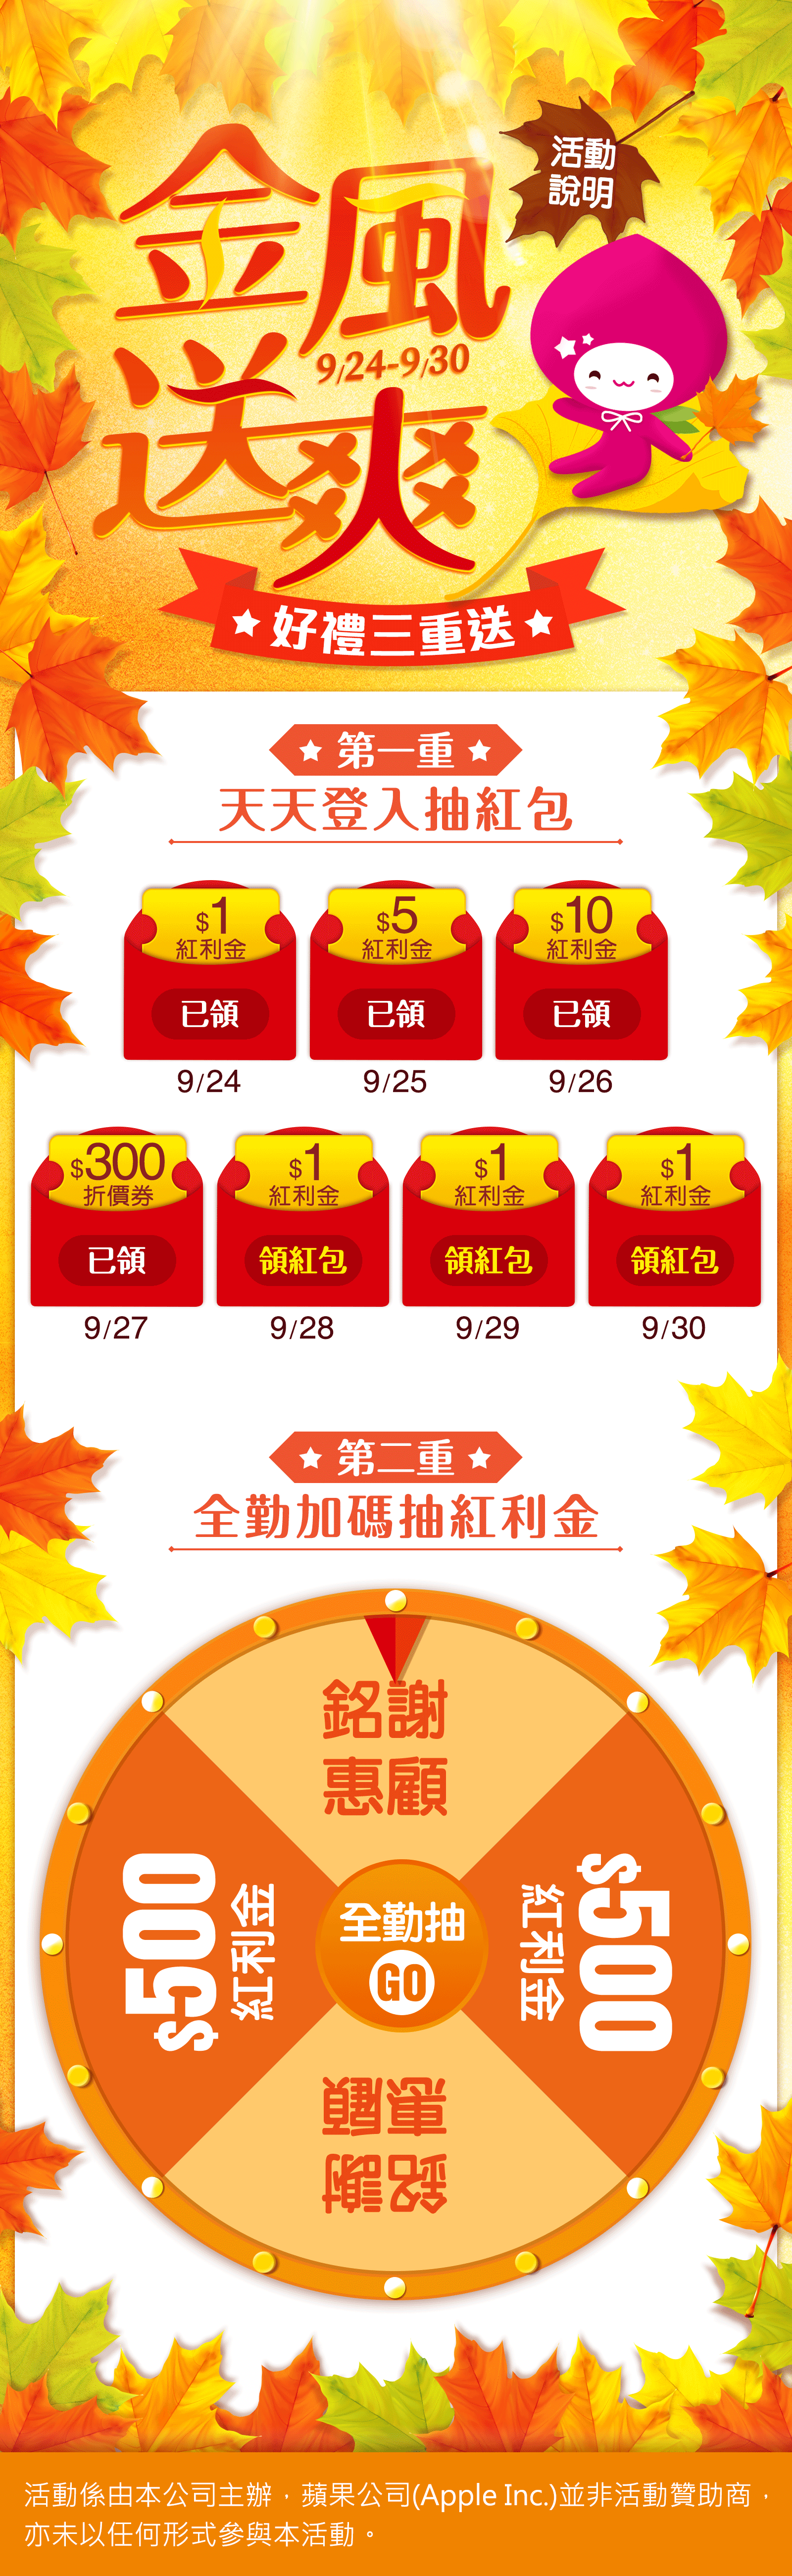 活動
說明
金風
9/24-9/30
送爽
好禮三重送
第一重
天天登入抽紅包
$1
紅利金
已領
9/24
$5
紅利金
已領
9/25
$10
紅利金
已領
9/26
$300
折價券
已領
9/27
$1
紅利金
領紅包
9/28
$1
紅利金
領紅包
9/29
$1
紅利金
領紅包
9/30
第二重
全勤加碼抽紅利金
銘謝
惠顧
$500
紅利金
全勤抽
GO
$500
紅利金
銘謝
惠顧
活動係由本公司主辦，蘋果公司(Apple Inc.)並非活動贊助商，
亦未以任何形式參與本活動。